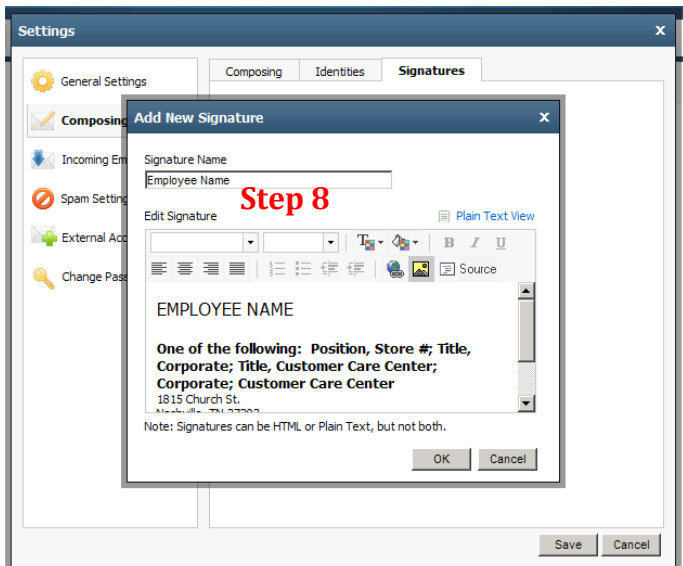 Settings
x
General Settings
Composing
Identities
Signatures
Composing
Add New Signature
x
Incoming Em
Signature Name
Employee Name
Step 8
Spam Setting
Edit Signature
Plain Text View
External Acc
B I U
Change Pass
Source
EMPLOYEE NAME
One of the following: Position, Store #; Title,
Corporate; Title, Customer Care Center;
Corporate; Customer Care Center
1815 Church St.
Nashville, TN 37203
Note: Signatures can be HTML or Plain Text, but not both.
OK
Cancel
Save
Cancel